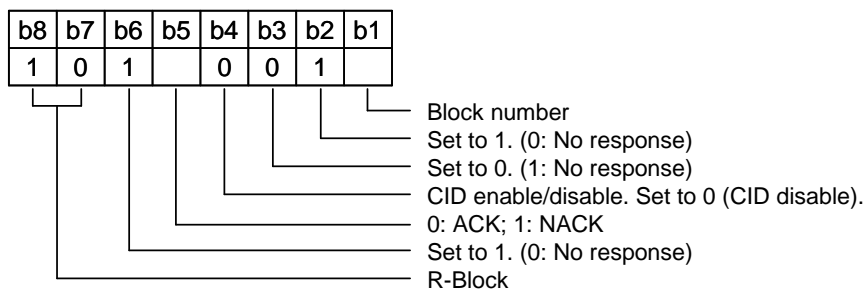 b8 b7 b6 b5 b4 b3 b2 b1
1 0 1 0 0 1
Block number
Set to 1. (0: No response)
Set to 0. (1: No response)
CID enable/disable. Set to 0 (CID disable).
0: ACK; 1: NACK
Set to 1. (0: No response)
R-Block